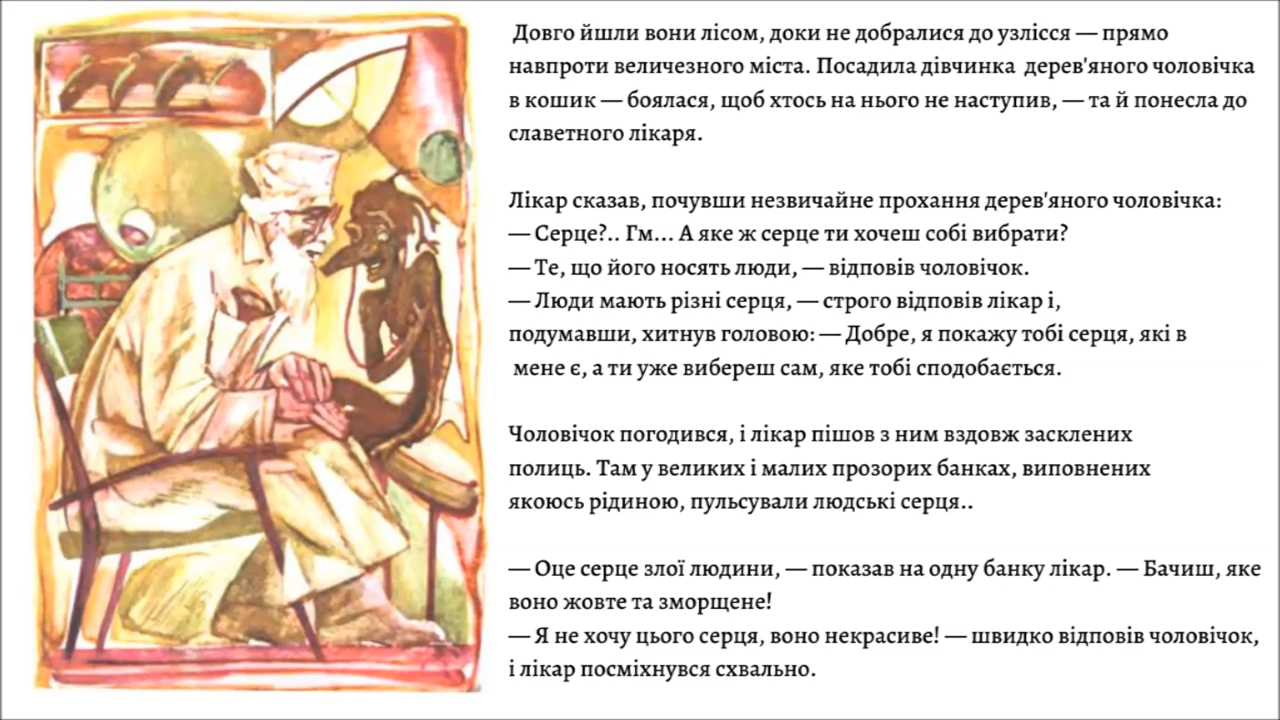 Довго йшли вони лісом, доки не добралися до узлісся — прямо
навпроти величезного міста. Посадила дівчинка дерев'яного чоловічка
в кошик — боялася, щоб хтось на нього не наступив, — та й понесла до
славетного лікаря.
Лікар сказав, почувши незвичайне прохання дерев'яного чоловічка:
— Серце?.. Гм... А яке ж серце ти хочеш собі вибрати?
— Те, що його носять люди, — відповів чоловічок.
— Люди мають різні серця, — строго відповів лікар і,
подумавши, хитнув головою: — Добре, я покажу тобі серця, які в
мене є, а ти уже вибереш сам, яке тобі сподобається.
Чоловічок погодився, і лікар пішов з ним вздовж засклених
полиць. Там у великих і малих прозорих банках, виповнених
якоюсь рідиною, пульсували людські серця..
— Оце серце злої людини, — показав на одну банку лікар. — Бачиш, яке
воно жовте та зморщене!
— Я не хочу цього серця, воно некрасиве! — швидко відповів чоловічок,
і лікар посміхнувся схвально.